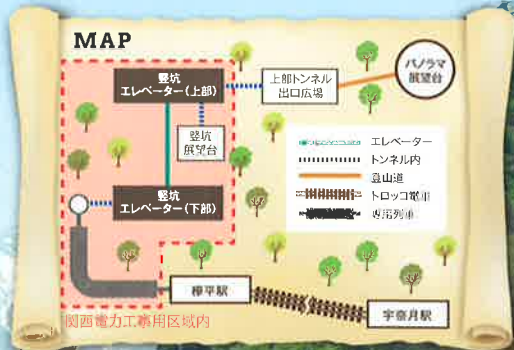 MAP
竪坑
エレベーター(上部)
上部トンネル
出口広場
パノラマ
展望台
竪坑
展望台
竪坑
エレベーター(下部)
エレベーター
トンネル内
登山道
トロッコ電車
専用列車
欅平駅
宇奈月駅
関西電力工事用区域内